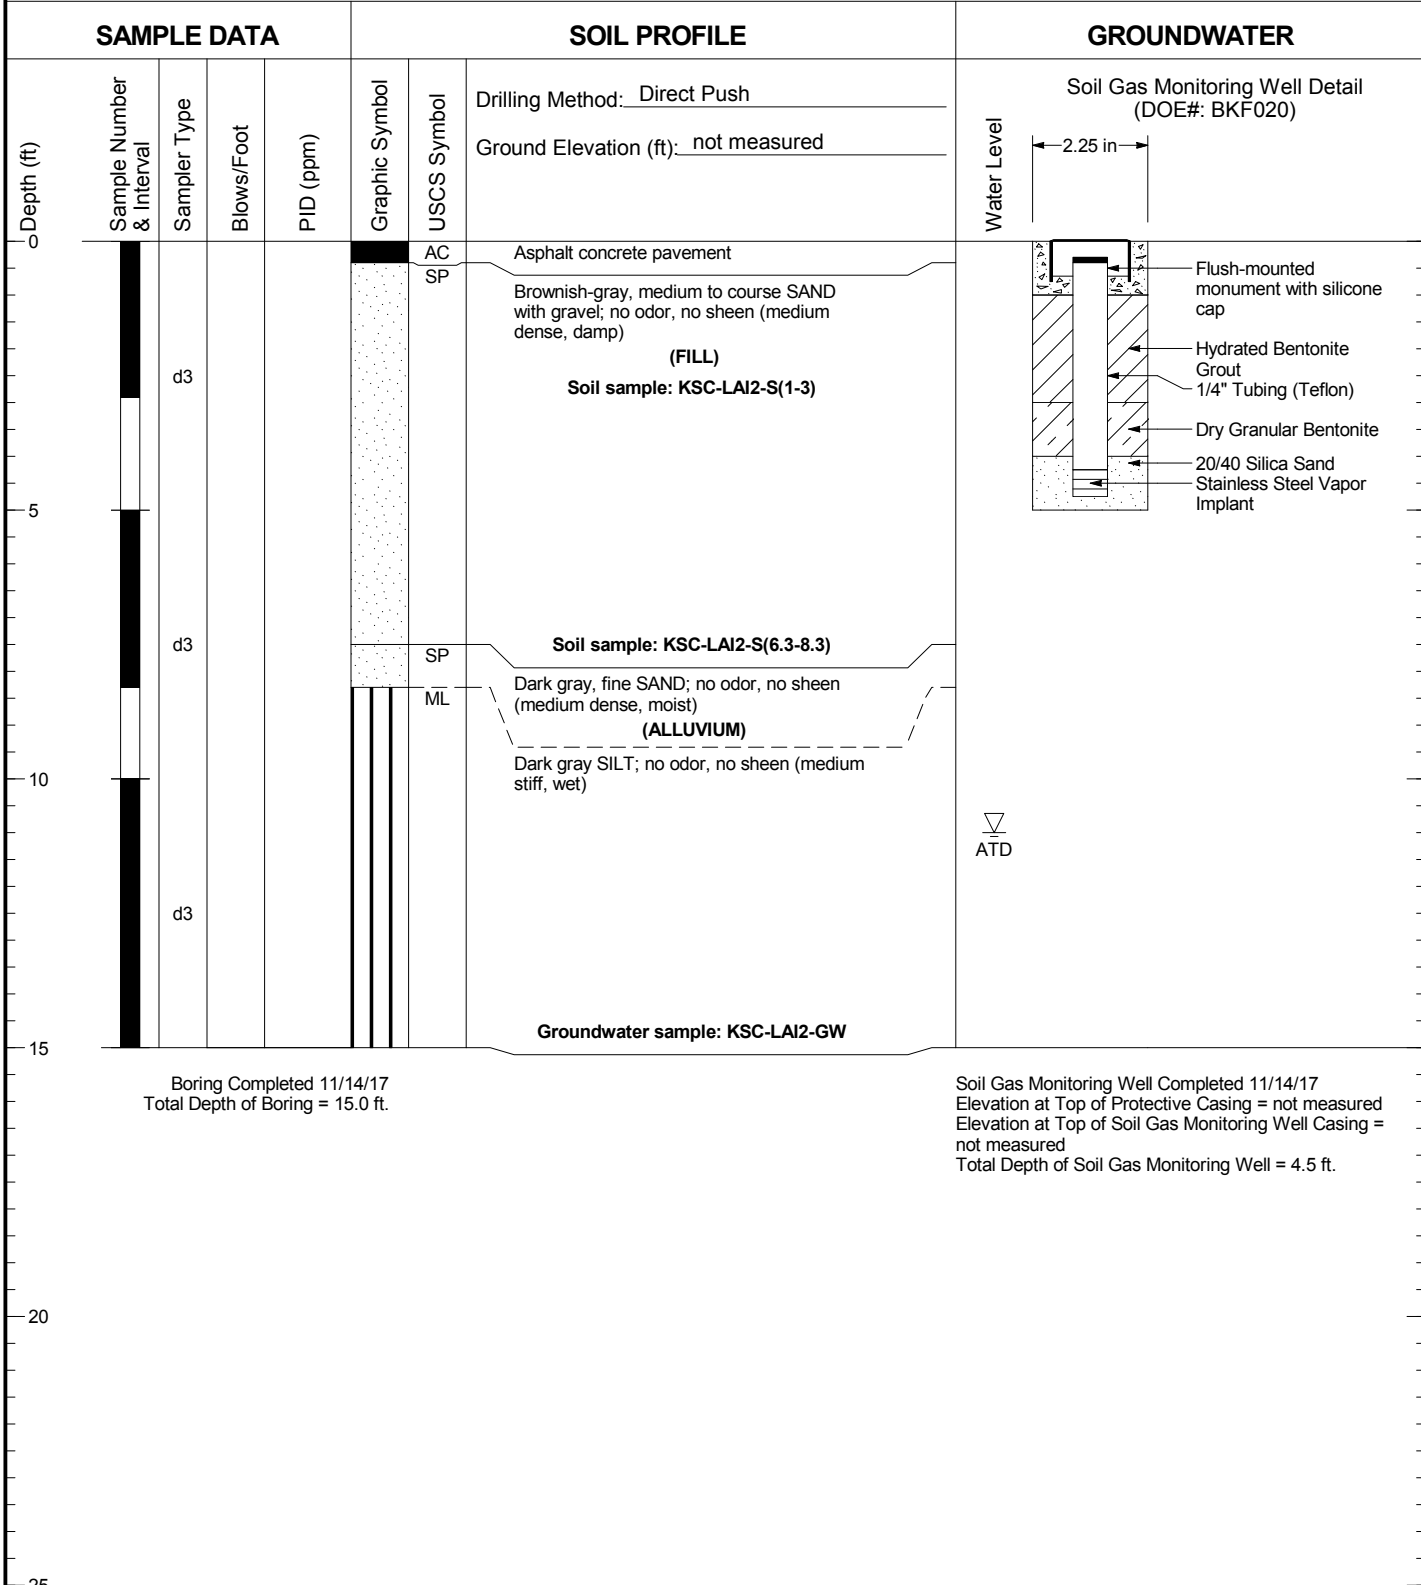 SAMPLE DATA
SOIL PROFILE
GROUNDWATER
Depth (ft)
Sample Number
& Interval
Sampler Type
Blows/Foot
PID (ppm)
Graphic Symbol
USCS Symbol
Drilling Method: Direct Push
Ground Elevation (ft): not measured
Water Level
Soil Gas Monitoring Well Detail
(DOE#: BKF020)
2.25 in
0
AC
Asphalt concrete pavement
SP
Brownish-gray, medium to course SAND
with gravel; no odor, no sheen (medium
dense, damp)
(FILL)
Soil sample: KSC-LAI2-S(1-3)
d3
Flush-mounted
monument with silicone
cap
Hydrated Bentonite
Grout
1/4" Tubing (Teflon)
Dry Granular Bentonite
20/40 Silica Sand
Stainless Steel Vapor
Implant
5
d3
Soil sample: KSC-LAI2-S(6.3-8.3)
SP
Dark gray, fine SAND; no odor, no sheen
(medium dense, moist)
(ALLUVIUM)
ML
Dark gray SILT; no odor, no sheen (medium
stiff, wet)
10
ATD
d3
Groundwater sample: KSC-LAI2-GW
15
Boring Completed 11/14/17
Total Depth of Boring = 15.0 ft.
Soil Gas Monitoring Well Completed 11/14/17
Elevation at Top of Protective Casing = not measured
Elevation at Top of Soil Gas Monitoring Well Casing =
not measured
Total Depth of Soil Gas Monitoring Well = 4.5 ft.
20
25